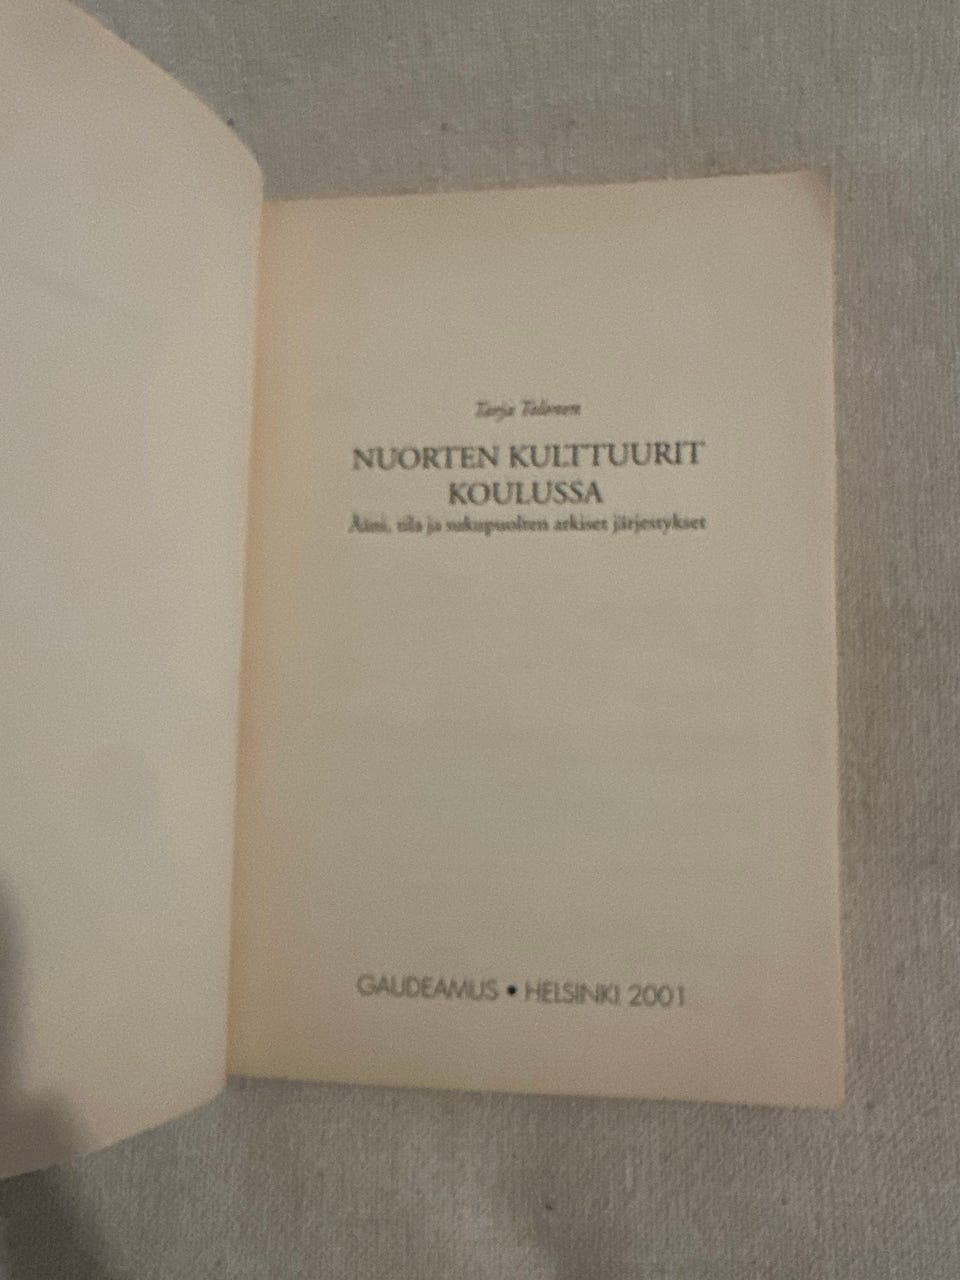 Tarja Tolonen
NUORTEN KULTTUURIT
KOULUSSA
Ääni, tila ja sukupuolten arkiset järjestykset
GAUDEAMUS • HELSINKI 2001